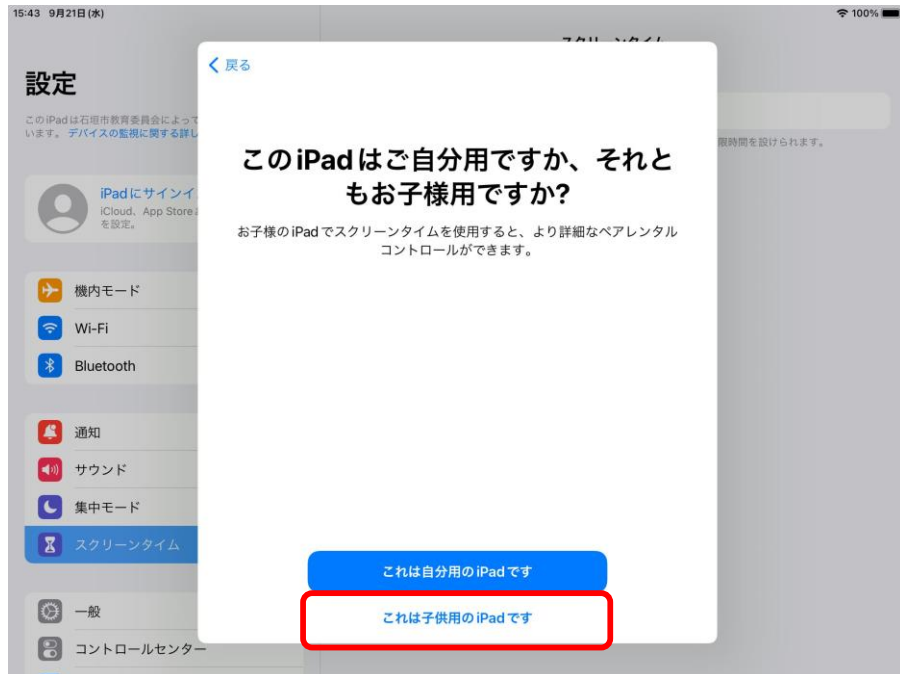 15:43 9月21日(水)
100%
スクリーンタイム
戻る
設定
このiPadは石垣市教育委員会によって
います。デバイスの監視に関する詳し
限時間を設けられます。
このiPadはご自分用ですか、それと
もお子様用ですか?
お子様のiPadでスクリーンタイムを使用すると、より詳細なペアレンタル
コントロールができます。
iPadにサインイ
iCloud、App Store
を設定。
機内モード
Wi-Fi
Bluetooth
通知
サウンド
集中モード
スクリーンタイム
これは自分用のiPadです
これは子供用のiPadです
一般
コントロールセンター